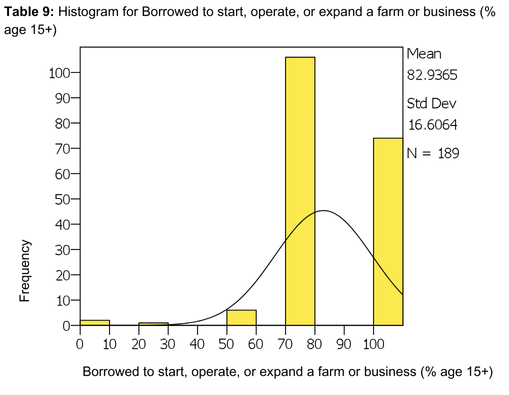 Table 9: Histogram for Borrowed to start, operate, or expand a farm or business (%
age 15+)
Mean
82.9365
Std Dev
16.6064
N = 189
100
90
80
70
60
50
40
30
20
10
0
Frequency
0 10 20 30 40 50 60 70 80 90 100
Borrowed to start, operate, or expand a farm or business (% age 15+)